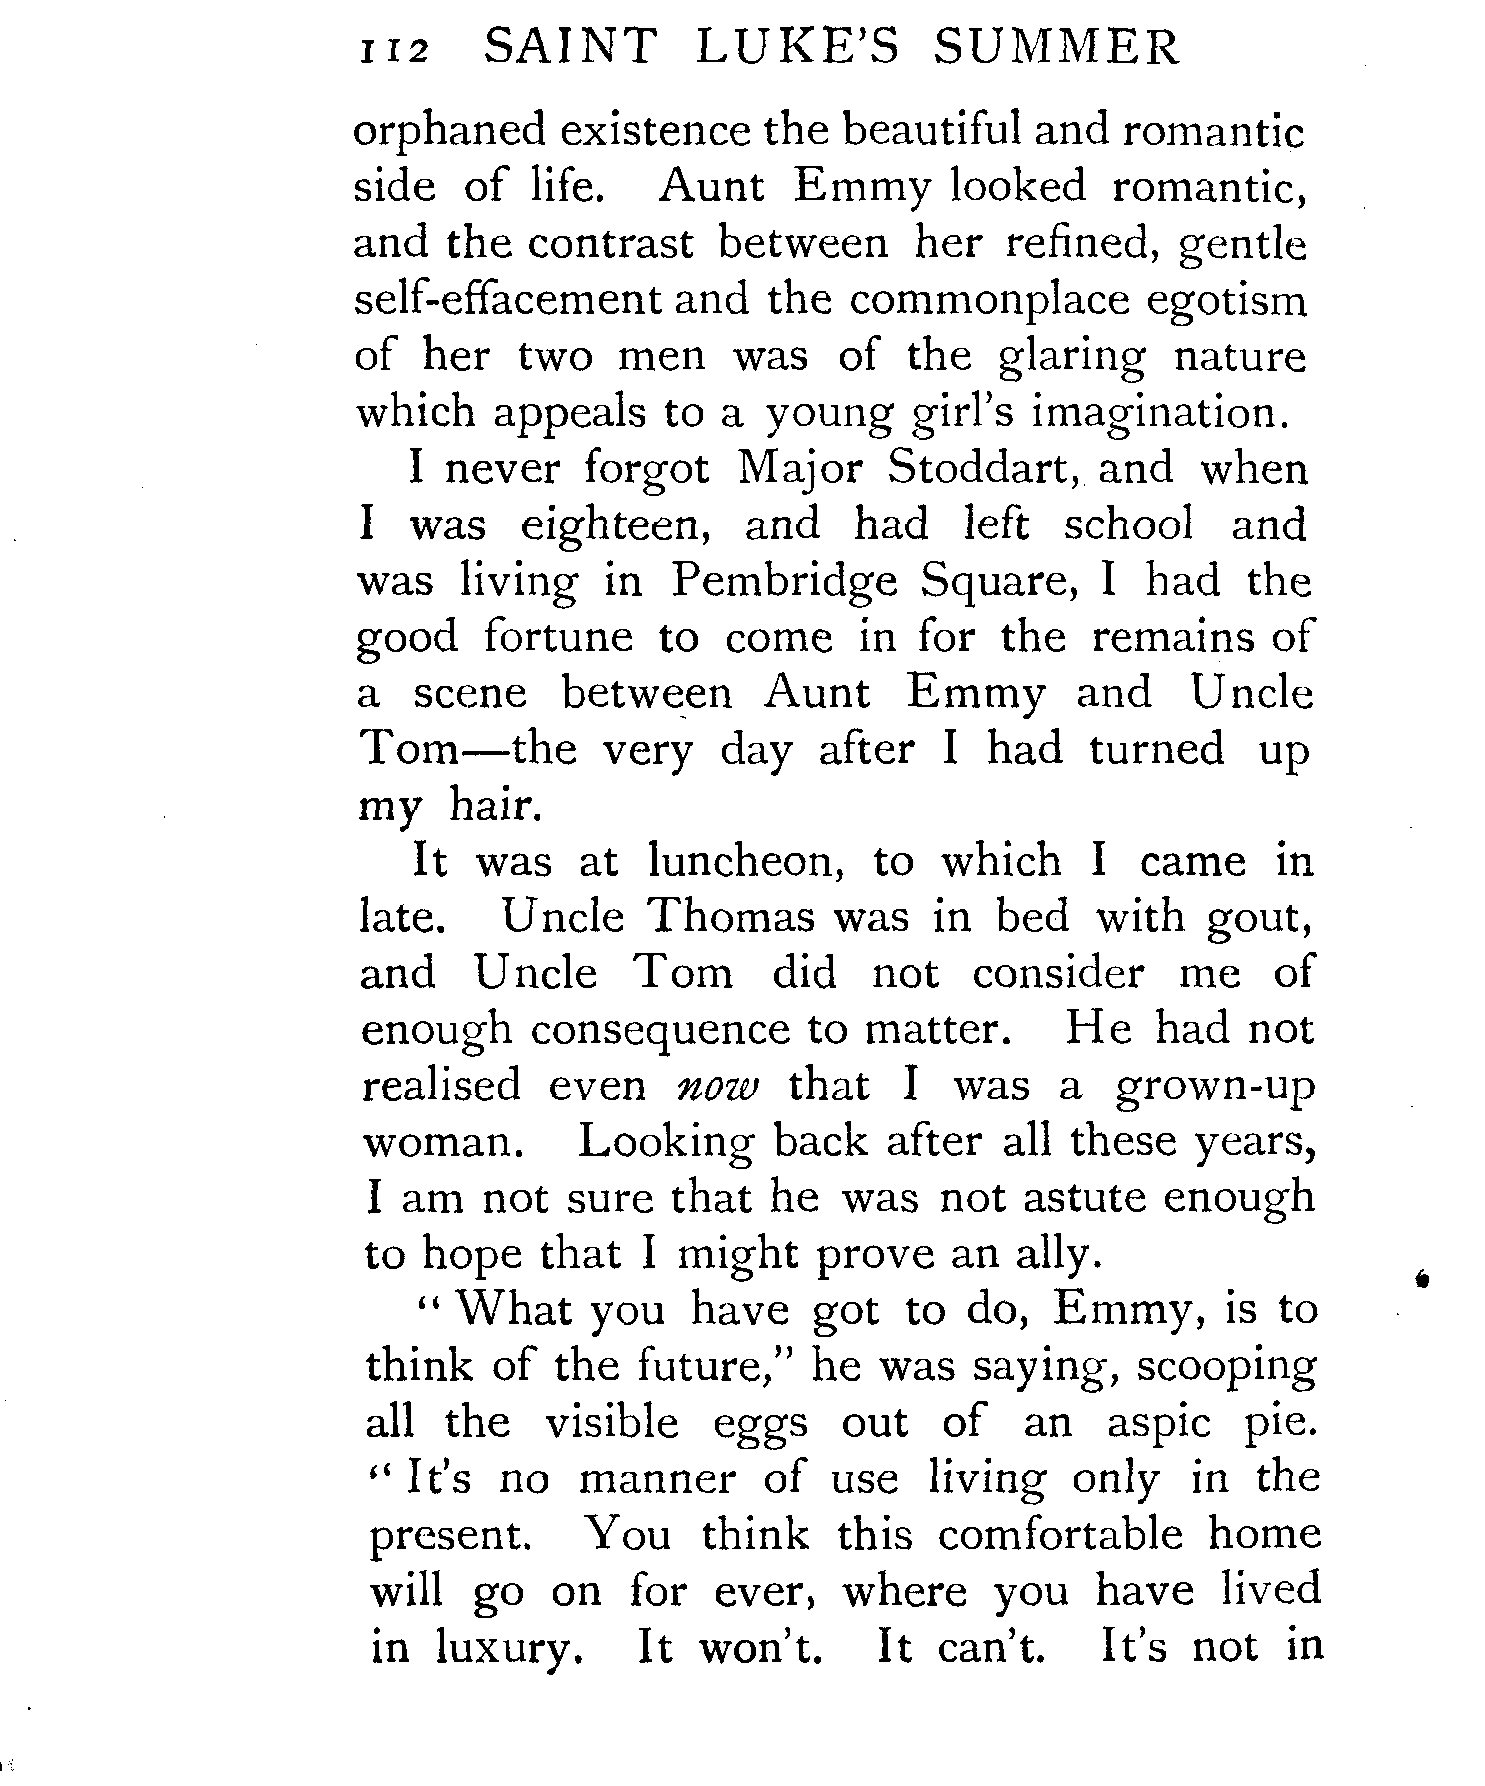 112 SAINT LUKE'S SUMMER
orphaned existence the beautiful and romantic
side of life. Aunt Emmy looked romantic,
and the contrast between her refined, gentle
self-effacement and the commonplace egotism
of her two men was of the glaring nature
which appeals to a young girl's imagination.
I never forgot Major Stoddart, and when
I was eighteen, and had left school and
was living in Pembridge Square, I had the
good fortune to come in for the remains of
a scene between Aunt Emmy and Uncle
Tom—the very day after I had turned up
my hair.
It was at luncheon, to which I came in
late. Uncle Thomas was in bed with gout,
and Uncle Tom did not consider me of
enough consequence to matter. He had not
realised even now that I was a grown-up
woman. Looking back after all these years,
I am not sure that he was not astute enough
to hope that I might prove an ally.
“What you have got to do, Emmy, is to
think of the future,” he was saying, scooping
all the visible eggs out of an aspic pie.
“It's no manner of use living only in the
present. You think this comfortable home
will go on for ever, where you have lived
in luxury. It won't. It can't. It's not in